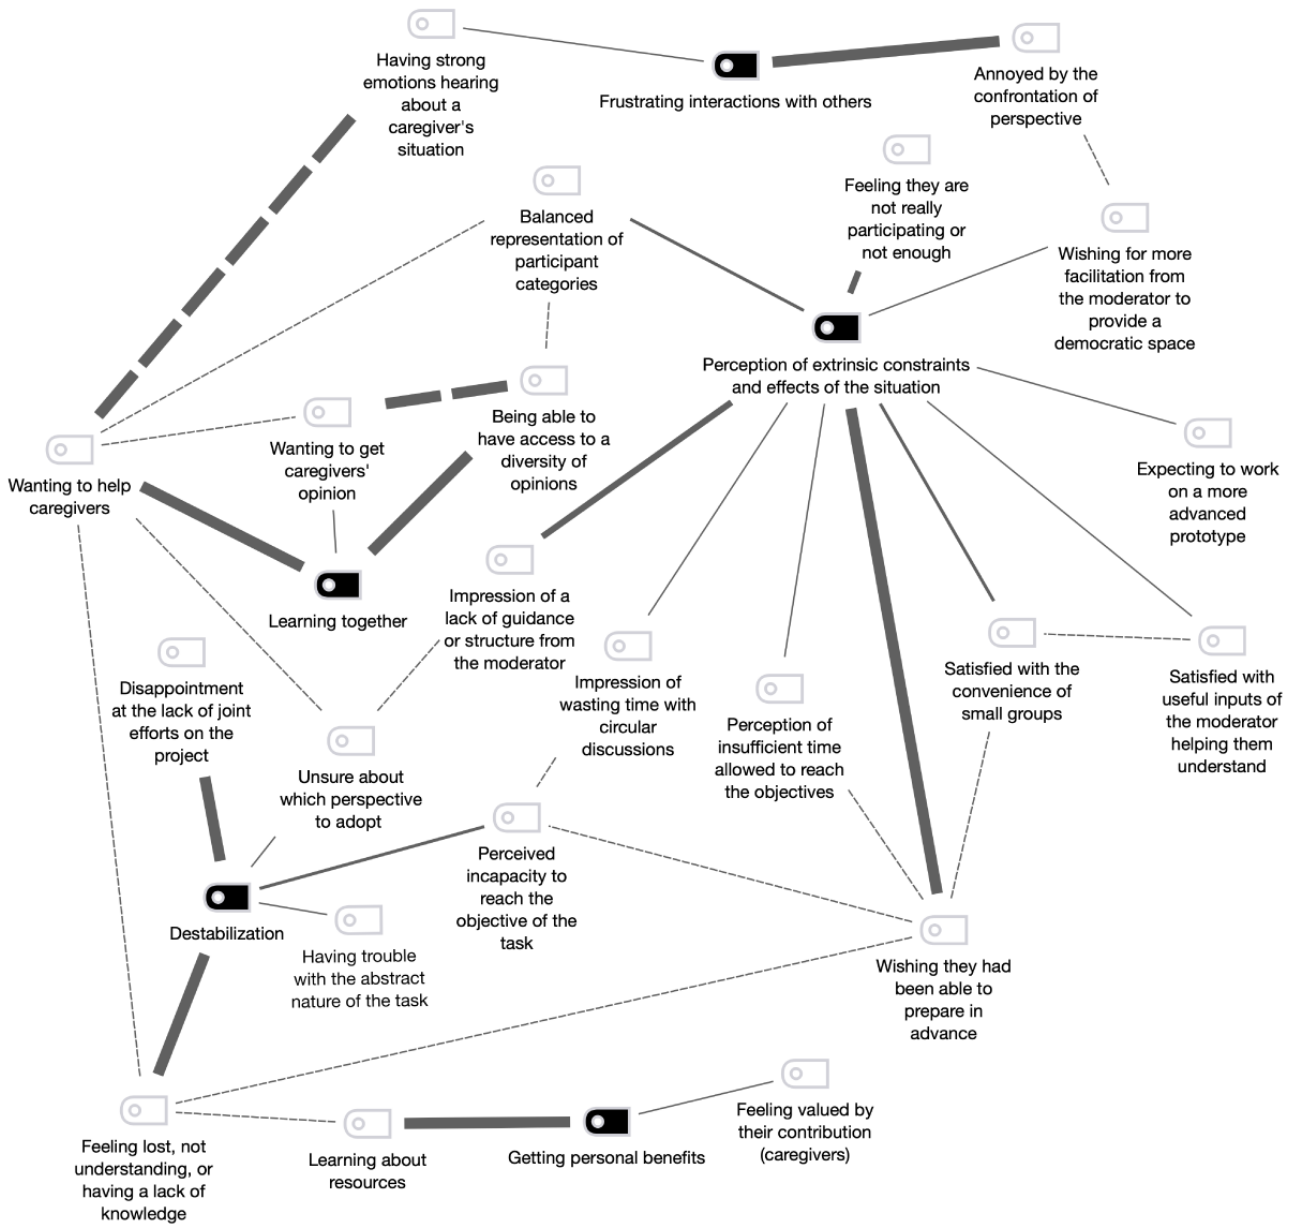 Having strong
emotions hearing
about a
caregiver's
situation
Frustrating interactions with others
Annoyed by the
confrontation of
perspective
Feeling they are
not really
participating or
not enough
Balanced
representation of
participant
categories
Wishing for more
facilitation from
the moderator to
provide a
democratic space
Perception of extrinsic constraints
and effects of the situation
Being able to
have access to a
diversity of
opinions
Wanting to get
caregivers'
opinion
Wanting to help
caregivers
Expecting to work
on a more
advanced
prototype
Learning together
Impression of a
lack of guidance
or structure from
the moderator
Disappointment
at the lack of joint
efforts on the
project
Impression of
wasting time with
circular
discussions
Perception of
insufficient time
allowed to reach
the objectives
Satisfied with the
convenience of
small groups
Satisfied with
useful inputs of
the moderator
helping them
understand
Unsure about
which perspective
to adopt
Perceived
incapacity to
reach the
objective of the
task
Destabilization
Having trouble
with the abstract
nature of the task
Wishing they had
been able to
prepare in
advance
Feeling lost, not
understanding, or
having a lack of
knowledge
Learning about
resources
Getting personal benefits
Feeling valued by
their contribution
(caregivers)